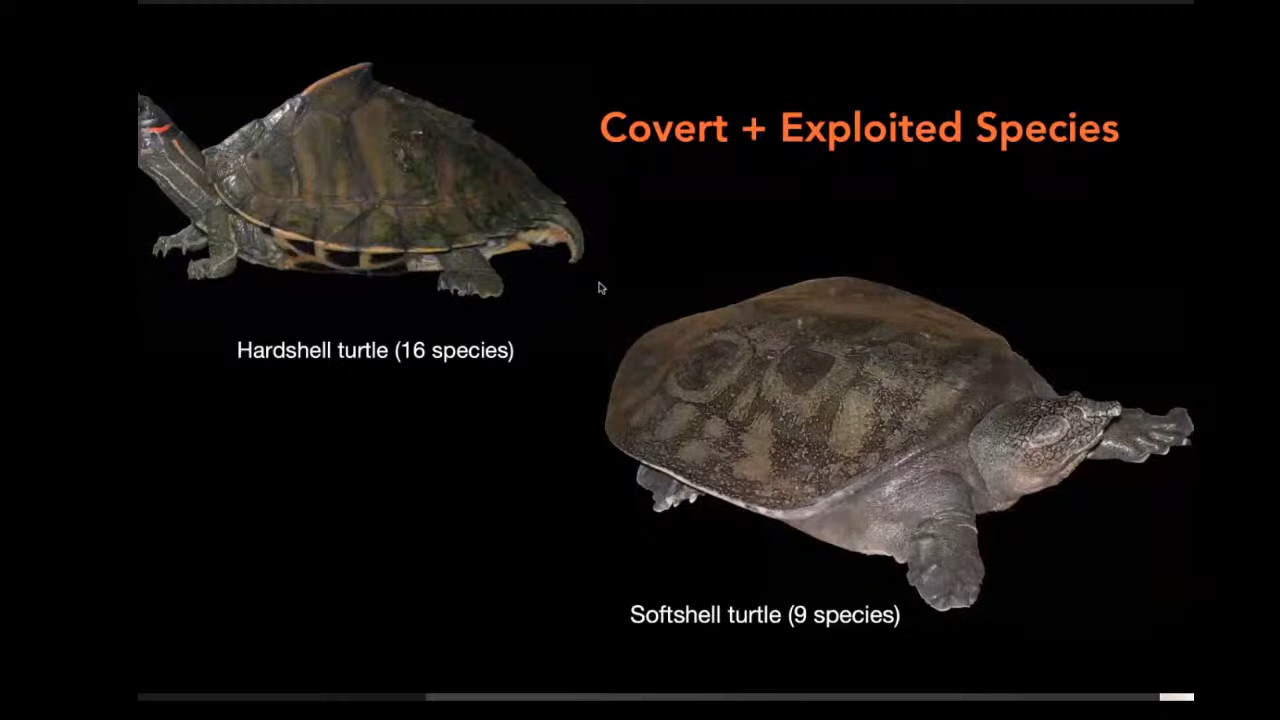 Covert + Exploited Species
Hardshell turtle (16 species)
Softshell turtle (9 species)